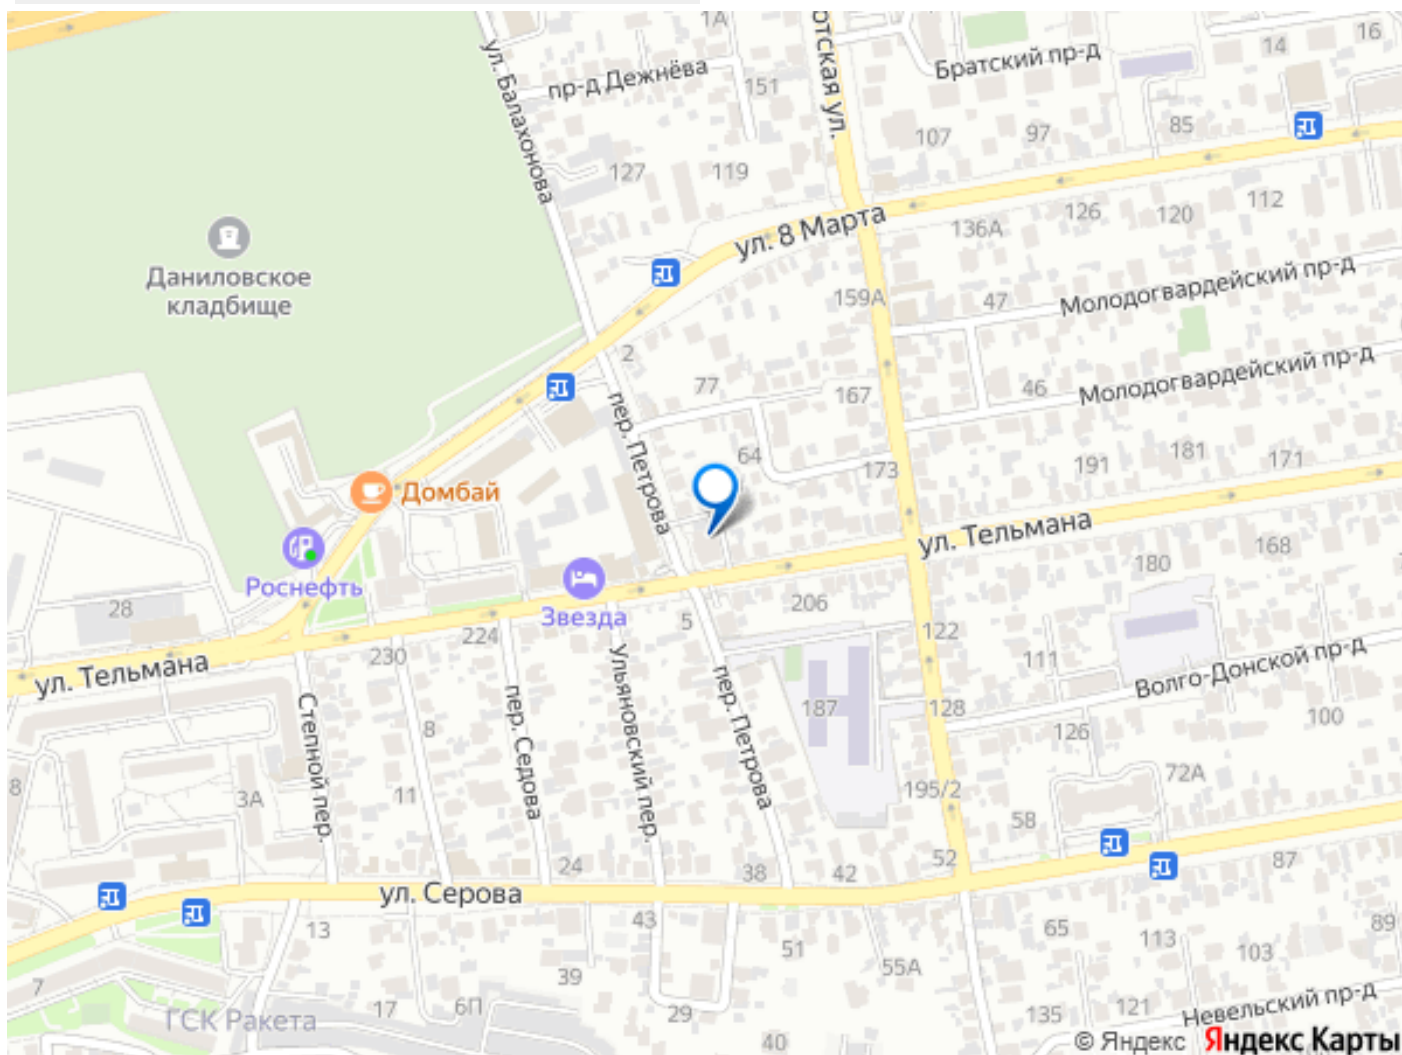 1А
16
14
Братский пр-д
ул. Балахонова
пр-д Дежнёва
151
отская ул.
107
97
85
127
119
112
126
120
136А
ул. 8 Марта
Даниловское
кладбище
159А
47
Молодогвардейский пр-д
2
77
167
46
Молодогвардейский пр-д
пер. Петрова
64
173
191
181
171
Домбай
ул. Тельмана
168
180
Роснефть
Звезда
28
206
5
224
122
230
ул. Тельмана
111
Волго-Донской пр-д
Степной пер.
8
пер. Седова
Ульяновский пер.
пер. Петрова
187
128
126
100
8
3А
11
195/2
72А
58
24
38
42
52
87
ул. Серова
13
43
51
65
113
103
89
39
55А
7
17
6П
29
135
121
Невельский пр-д
ГСК Ракета
40
© Яндекс Яндекс Карты